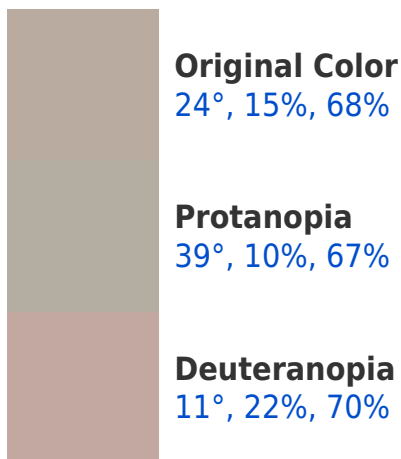 Original Color
24°, 15%, 68%
Protanopia
39°, 10%, 67%
Deuteranopia
11°, 22%, 70%